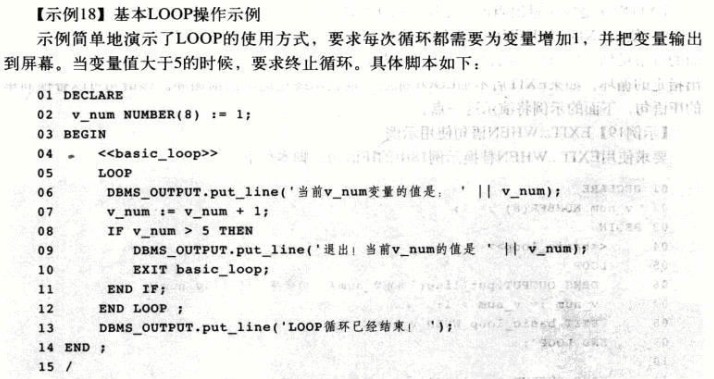 【示例18】基本LOOP操作示例
示例简单地演示了LOOP的使用方式，要求每次循环都需要为变量增加1，并把变量输出
到屏幕。当变量值大于5的时候，要求终止循环。具体脚本如下：
01 DECLARE
02 v_num NUMBER(8) := 1;
03 BEGIN
04 <<basic_loop>>
05 LOOP
06 DBMS_OUTPUT.put_line('当前v_num变量的值是： ' || v_num);
07 v_num := v_num + 1;
08 IF v_num > 5 THEN
09 DBMS_OUTPUT.put_line('退出！当前v_num的值是 ' || v_num);
10 EXIT basic_loop;
11 END IF;
12 END LOOP ;
13 DBMS_OUTPUT.put_line('LOOP循环已经结束！ ');
14 END ;
15 /